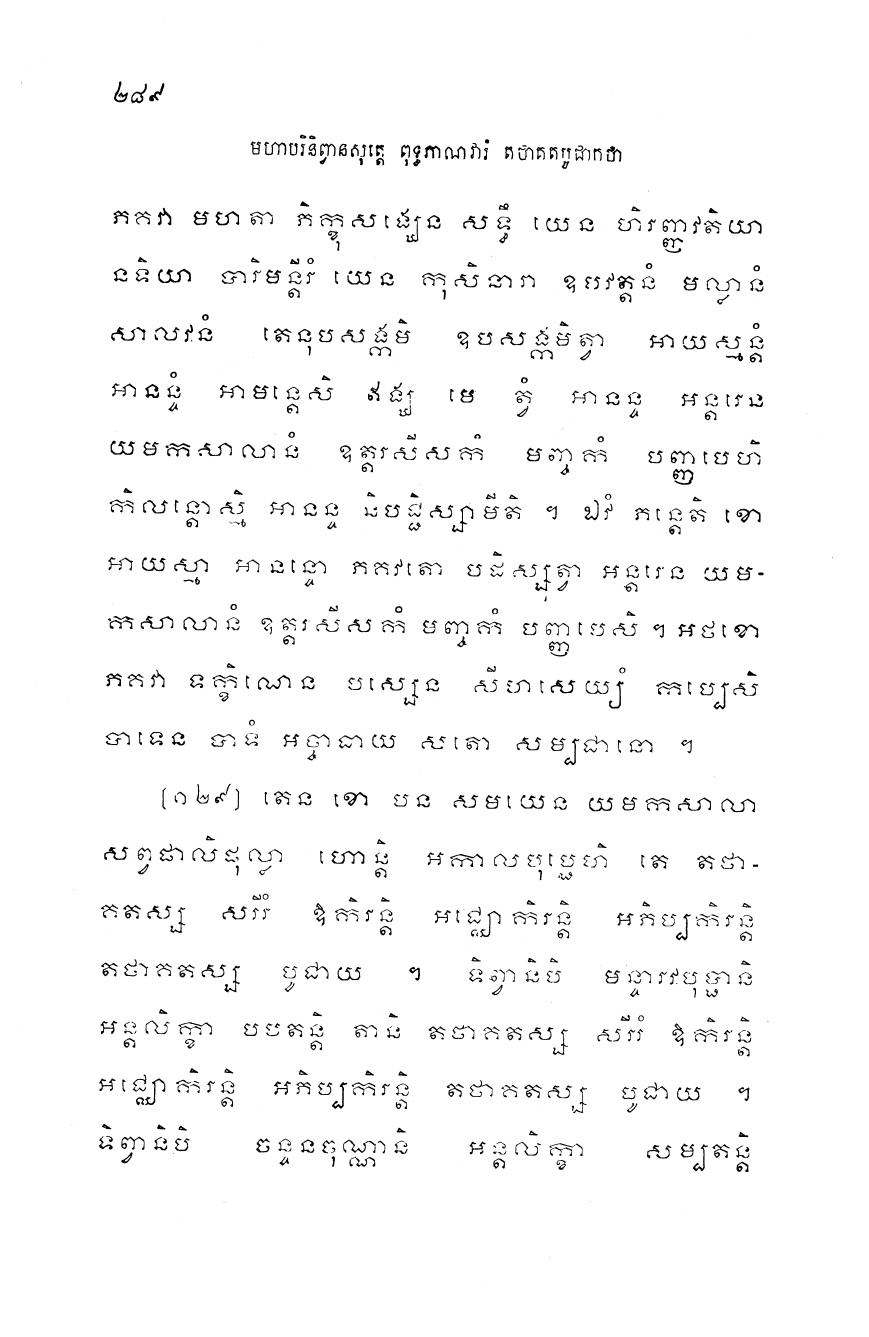 ២៨៩
មហាបរិនិព្វានសុត្តេ ពុទ្ធភាណវារំ តថាគតបូជាកថា
ភគវា មហតា ភិក្ខុសង្ឃេន សទ្ធឹ យេន ហិរញ្ញវតិយា
នទិយា បារិមន្តីរំ យេន កុសិនារា ឧបវត្តនំ មល្លានំ
សាលវនំ តេនុបសង្កមិ ឧបសង្កមិត្វា អាយស្មន្តំ
អានន្ទំ អាមន្តេសិ ឥង្ឃ មេ ត្វំ អានន្ទ អន្តរេន
យមកសាលានំ ឧត្តរសីសកំ មញ្ចកំ បញ្ញបេហិ
កិលន្តោស្មិ អានន្ទ និបជ្ជិស្សាមីតិ ។ ឯវំ ភន្តេតិ ខោ
អាយស្មា អានន្ទោ ភគវតោ បដិស្សុត្វា អន្តរេន យម-
កសាលានំ ឧត្តរសីសកំ មញ្ចកំ បញ្ញបេសិ ។ អថខោ
ភគវា ទក្ខិណេន បស្សេន សីហសេយ្យំ កប្បេសិ
បាទេន បាទំ អច្ចាធាយ សតោ សម្បជានោ ។
[១២៩] តេន ខោ បន សមយេន យមកសាលា
សព្វផាលិផុល្លា ហោន្តិ អកាលបុប្ផេហិ តេ តថា-
គតស្ស សរីរំ ឱកិរន្តិ អជ្ឈោកិរន្តិ អភិប្បកិរន្តិ
តថាគតស្ស បូជាយ ។ ទិព្វានិបិ មន្ទារវបុប្ផានិ
អន្តលិក្ខា បបតន្តិ តានិ តថាគតស្ស សរីរំ ឱកិរន្តិ
អជ្ឈោកិរន្តិ អភិប្បកិរន្តិ តថាគតស្ស បូជាយ ។
ទិព្វានិបិ ចន្ទនចុណ្ណានិ អន្តលិក្ខា សម្បតន្តិ